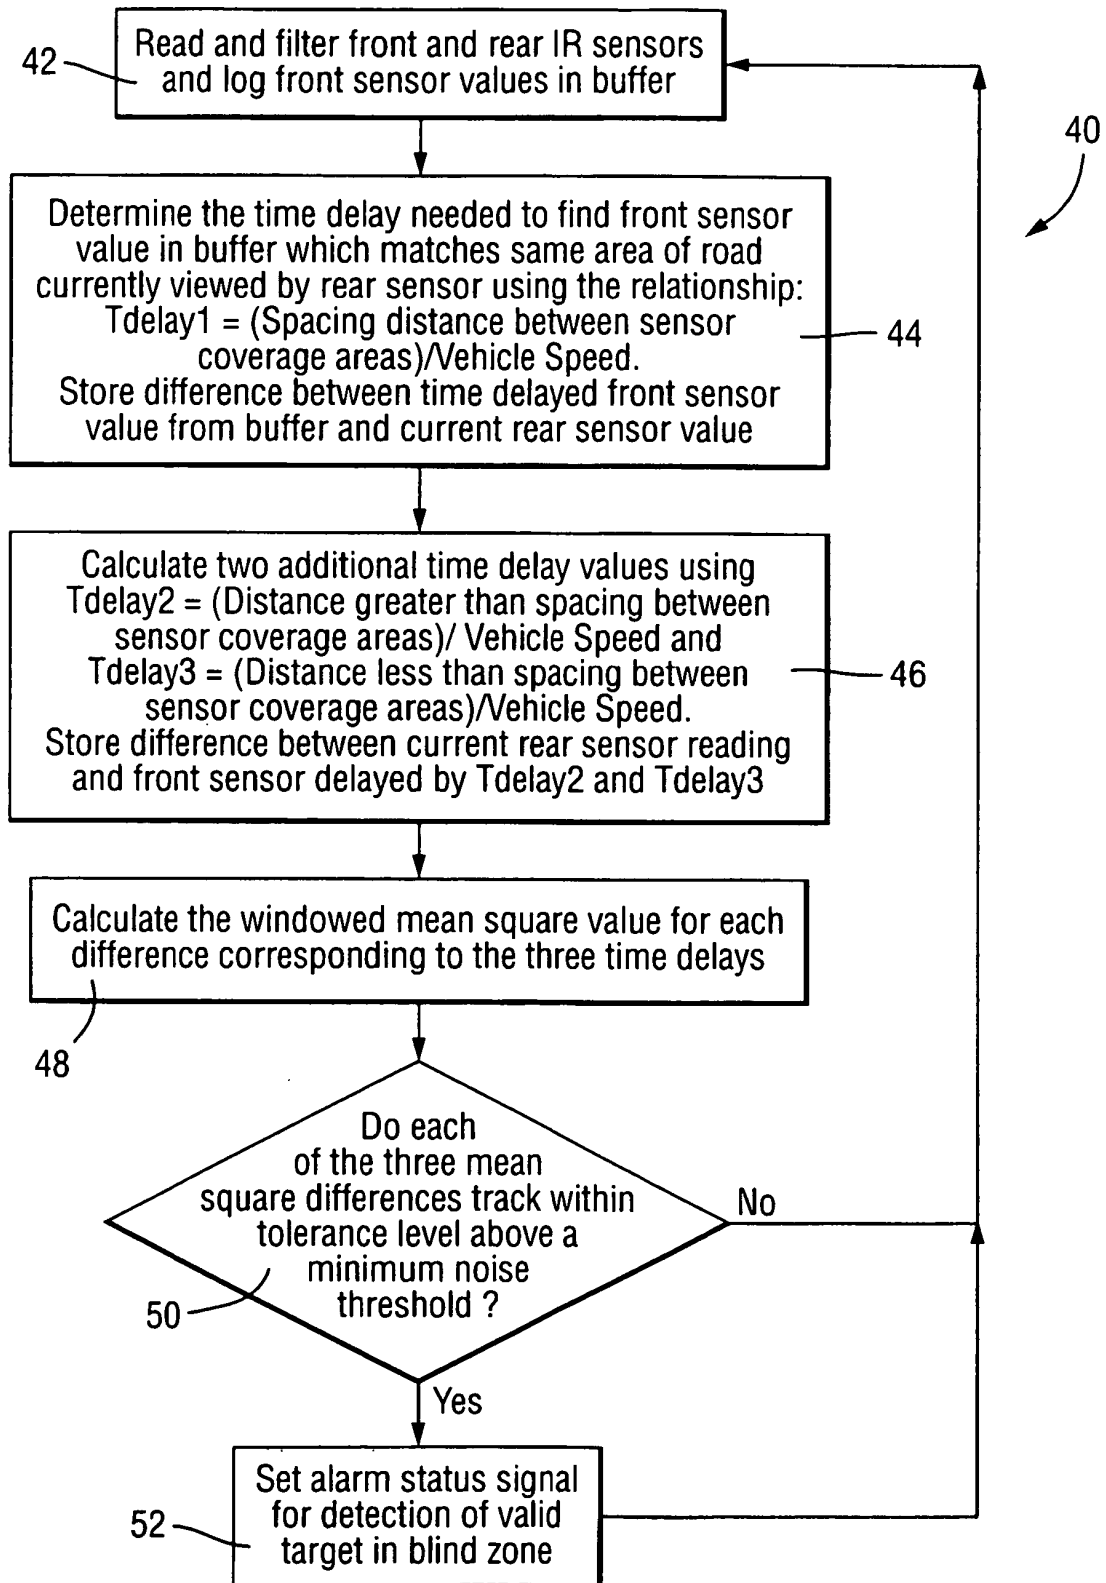 Read and filter front and rear IR sensors
and log front sensor values in buffer
42
40
Determine the time delay needed to find front sensor
value in buffer which matches same area of road
currently viewed by rear sensor using the relationship:
Tdelay1 = (Spacing distance between sensor
coverage areas)/Vehicle Speed.
Store difference between time delayed front sensor
value from buffer and current rear sensor value
44
Calculate two additional time delay values using
Tdelay2 = (Distance greater than spacing between
sensor coverage areas)/ Vehicle Speed and
Tdelay3 = (Distance less than spacing between
sensor coverage areas)/Vehicle Speed.
Store difference between current rear sensor reading
and front sensor delayed by Tdelay2 and Tdelay3
46
Calculate the windowed mean square value for each
difference corresponding to the three time delays
48
Do each
of the three mean
square differences track within
tolerance level above a
minimum noise
threshold ?
50
No
Yes
Set alarm status signal
for detection of valid
target in blind zone
52